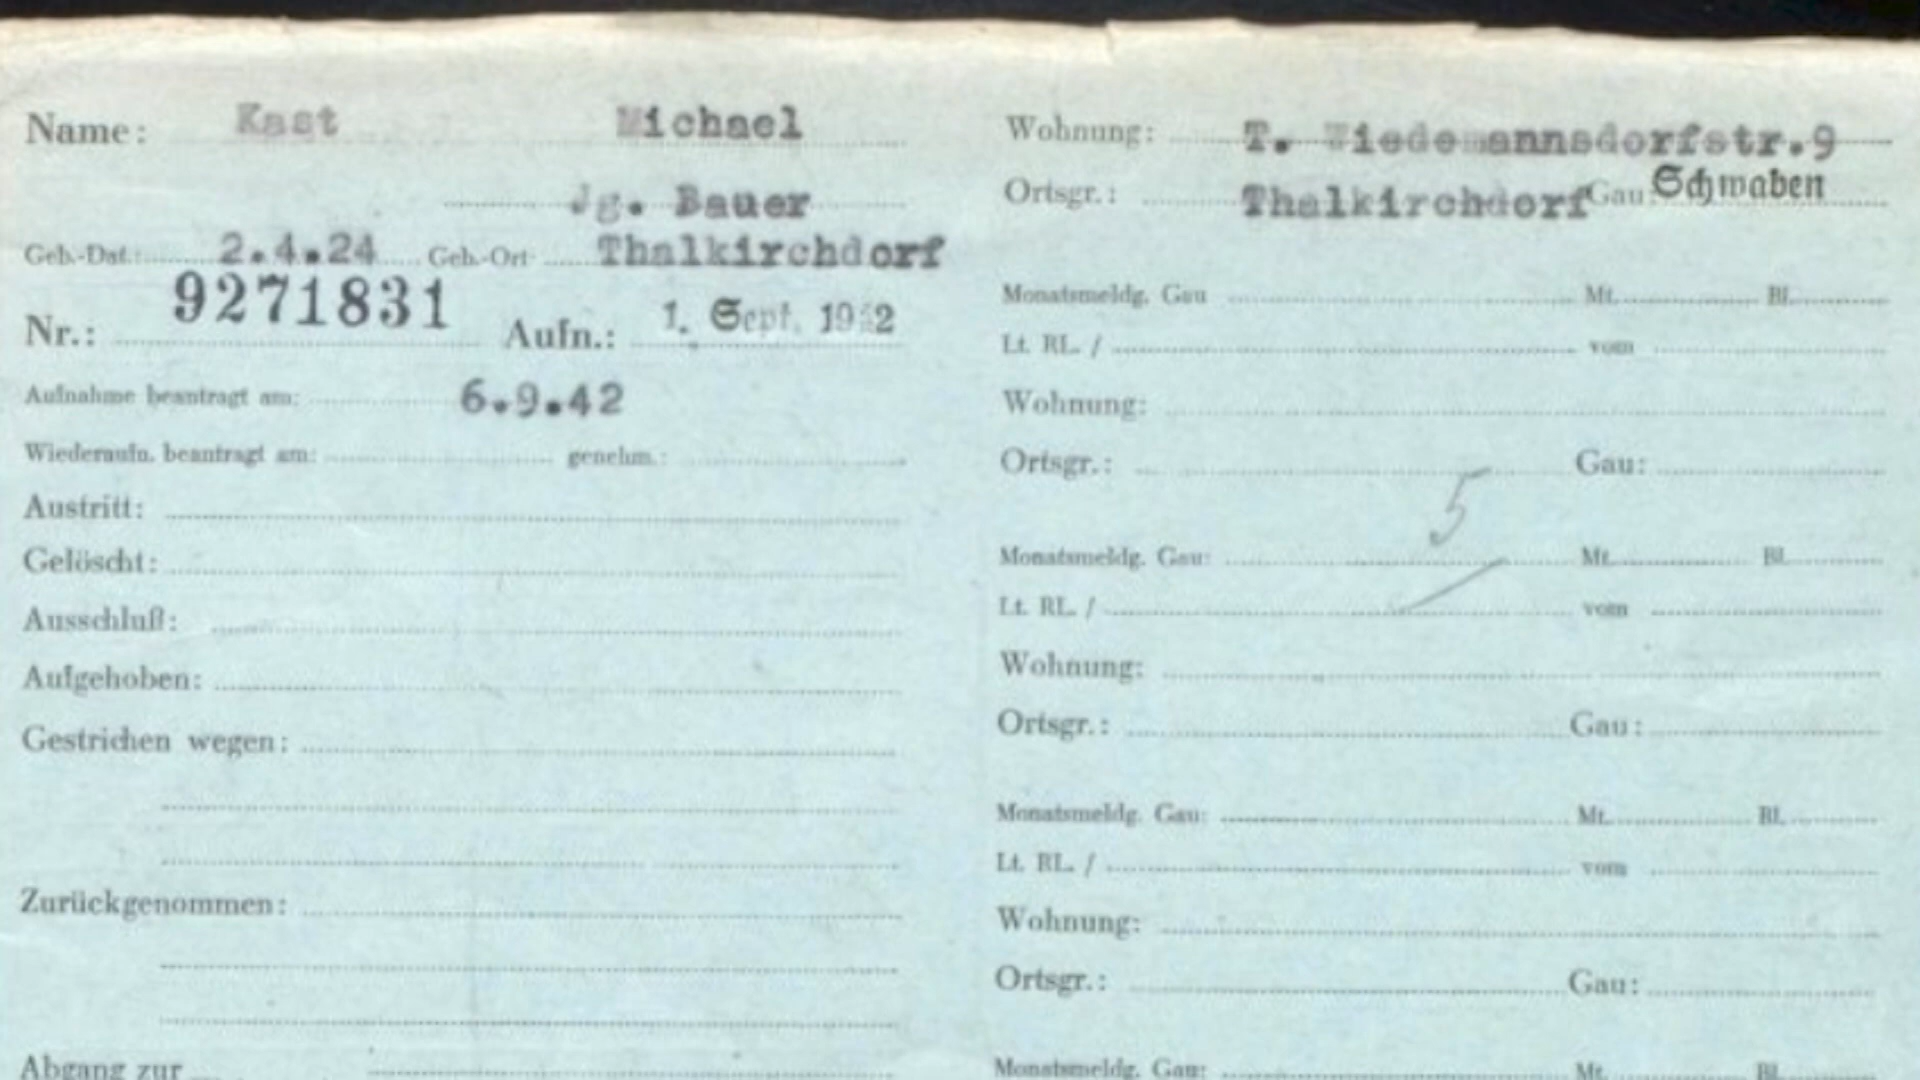 Name: Kast Michael
Jg. Bauer
Geb.-Dat.: 2.4.24 Geb.-Ort Thalkirchdorf
Nr.: 9271831 Aufn.: 1. Sept. 1942
Aufnahme beantragt am: 6.9.42
Wiederaufn. beantragt am: genehm.:
Austritt:
Gelöscht:
Ausschluß:
Aufgehoben:
Gestrichen wegen:
Zurückgenommen:
Abgang zur
Wohnung: T. Wiedemannsdorfstr.9
Ortsgr.: Thalkirchdorf Gau: Schwaben
Monatsmeldg. Gau Mt. Bl.
Lt. RL. / vom
Wohnung:
Ortsgr.: Gau:
5
Monatsmeldg. Gau: Mt. Bl.
Lt. RL. / vom
Wohnung:
Ortsgr.: Gau:
Monatsmeldg. Gau: Mt. Bl.
Lt. RL. / vom
Wohnung:
Ortsgr.: Gau:
Monatsmeldg. Gau: Mt. Bl.